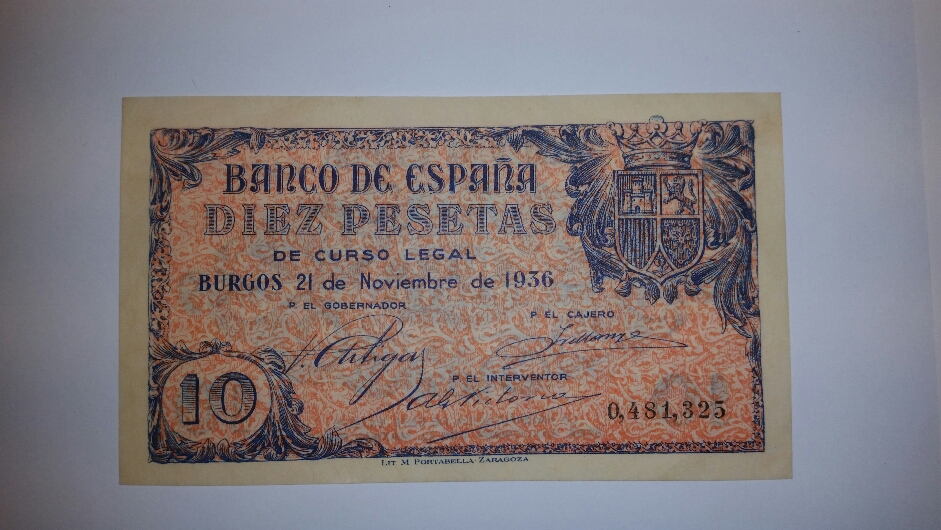 BANCO DE ESPAÑA
DIEZ PESETAS
DE CURSO LEGAL
BURGOS 21 de Noviembre de 1936
P. EL GOBERNADOR
P EL CAJERO
P EL INTERVENTOR
10
0,481,325
LIT M PORTABELLA-ZARAGOZA